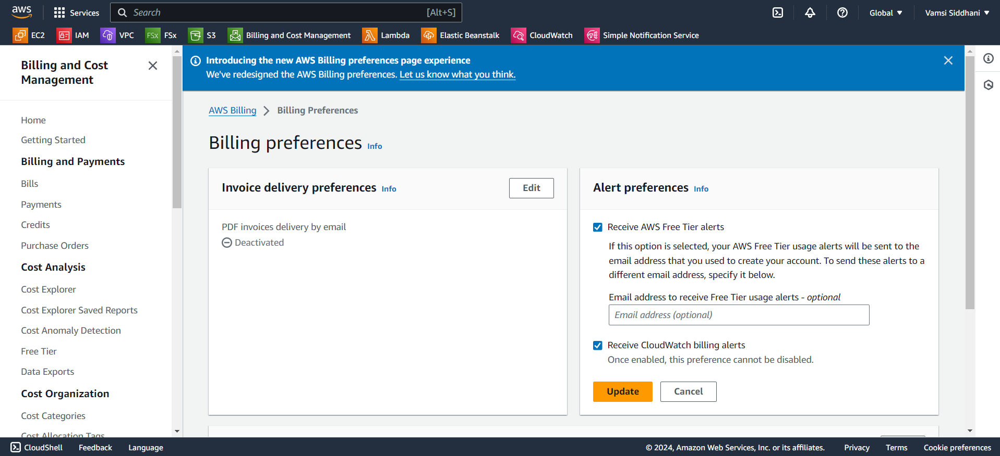 aws
Services
Search
[Alt+S]
Global
Vamsi Siddhani
EC2
IAM
VPC
FSx
FSx
S3
Billing and Cost Management
Lambda
Elastic Beanstalk
CloudWatch
Simple Notification Service
Billing and Cost
Management
Home
Getting Started
Billing and Payments
Bills
Payments
Credits
Purchase Orders
Cost Analysis
Cost Explorer
Cost Explorer Saved Reports
Cost Anomaly Detection
Free Tier
Data Exports
Cost Organization
Cost Categories
Cost Allocation Tags
Introducing the new AWS Billing preferences page experience
We've redesigned the AWS Billing preferences. Let us know what you think.
AWS Billing
Billing Preferences
Billing preferences Info
Invoice delivery preferences Info
Edit
PDF invoices delivery by email
Deactivated
Alert preferences Info
Receive AWS Free Tier alerts
If this option is selected, your AWS Free Tier usage alerts will be sent to the
email address that you used to create your account. To send these alerts to a
different email address, specify it below.
Email address to receive Free Tier usage alerts - optional
Email address (optional)
Receive CloudWatch billing alerts
Once enabled, this preference cannot be disabled.
Update
Cancel
CloudShell
Feedback
Language
© 2024, Amazon Web Services, Inc. or its affiliates.
Privacy
Terms
Cookie preferences